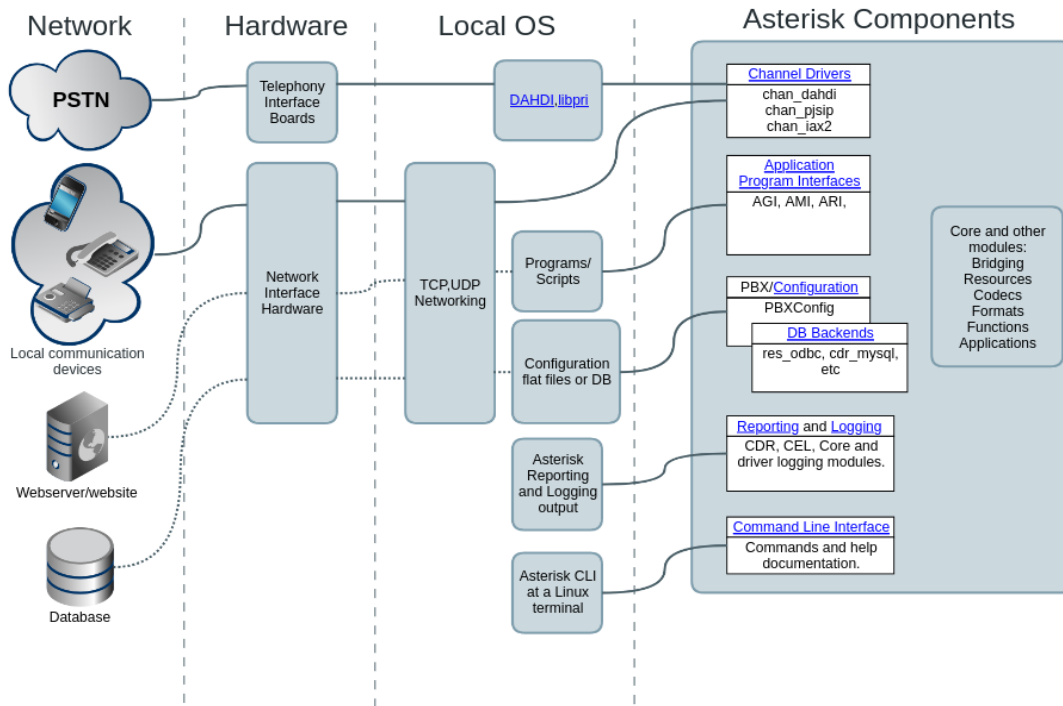 Network
Hardware
Local OS
Asterisk Components
PSTN
Telephony
Interface
Boards
DAHDI,libpri
Channel Drivers
chan_dahdi
chan_pjsip
chan_iax2
Application
Program Interfaces
AGI, AMI, ARI,
Local communication
devices
Network
Interface
Hardware
TCP,UDP
Networking
Programs/
Scripts
Configuration
flat files or DB
PBX/Configuration
PBXConfig
DB Backends
res_odbc, cdr_mysql,
etc
Core and other
modules:
Bridging
Resources
Codecs
Formats
Functions
Applications
Webserver/website
Asterisk
Reporting
and Logging
output
Reporting and Logging
CDR, CEL, Core and
driver logging modules.
Database
Asterisk CLI
at a Linux
terminal
Command Line Interface
Commands and help
documentation.